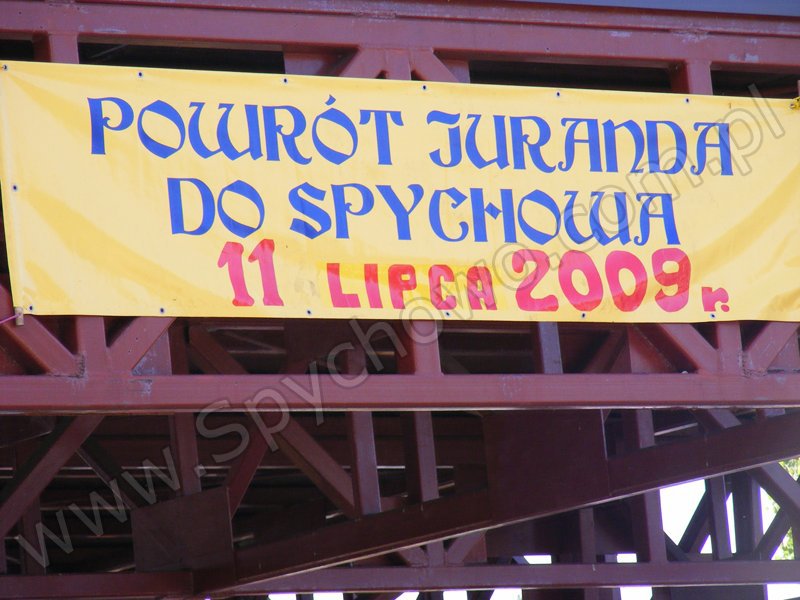 POWRÓT JURANDA
DO SPYCHOWA
11 LIPCA 2009 r.
www.Spychowo.com.pl